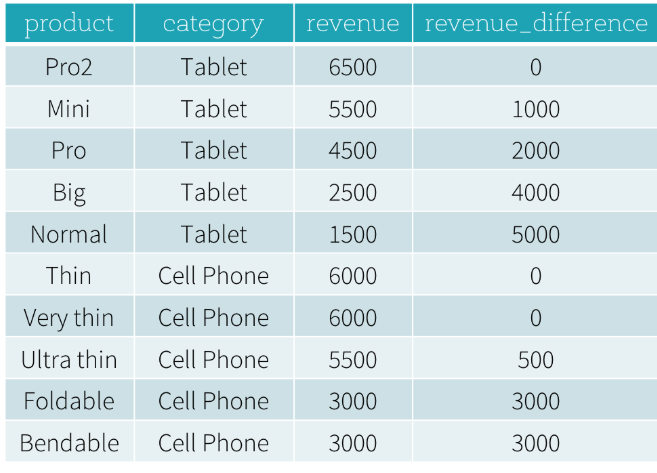 product category revenue revenue_difference
Pro2 Tablet 6500 0
Mini Tablet 5500 1000
Pro Tablet 4500 2000
Big Tablet 2500 4000
Normal Tablet 1500 5000
Thin Cell Phone 6000 0
Very thin Cell Phone 6000 0
Ultra thin Cell Phone 5500 500
Foldable Cell Phone 3000 3000
Bendable Cell Phone 3000 3000